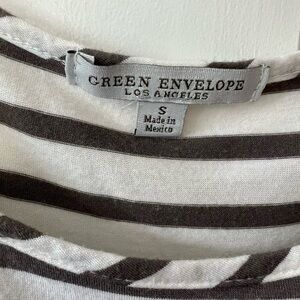 GREEN ENVELOPE
LOS ANGELES
S
Made in
Mexico